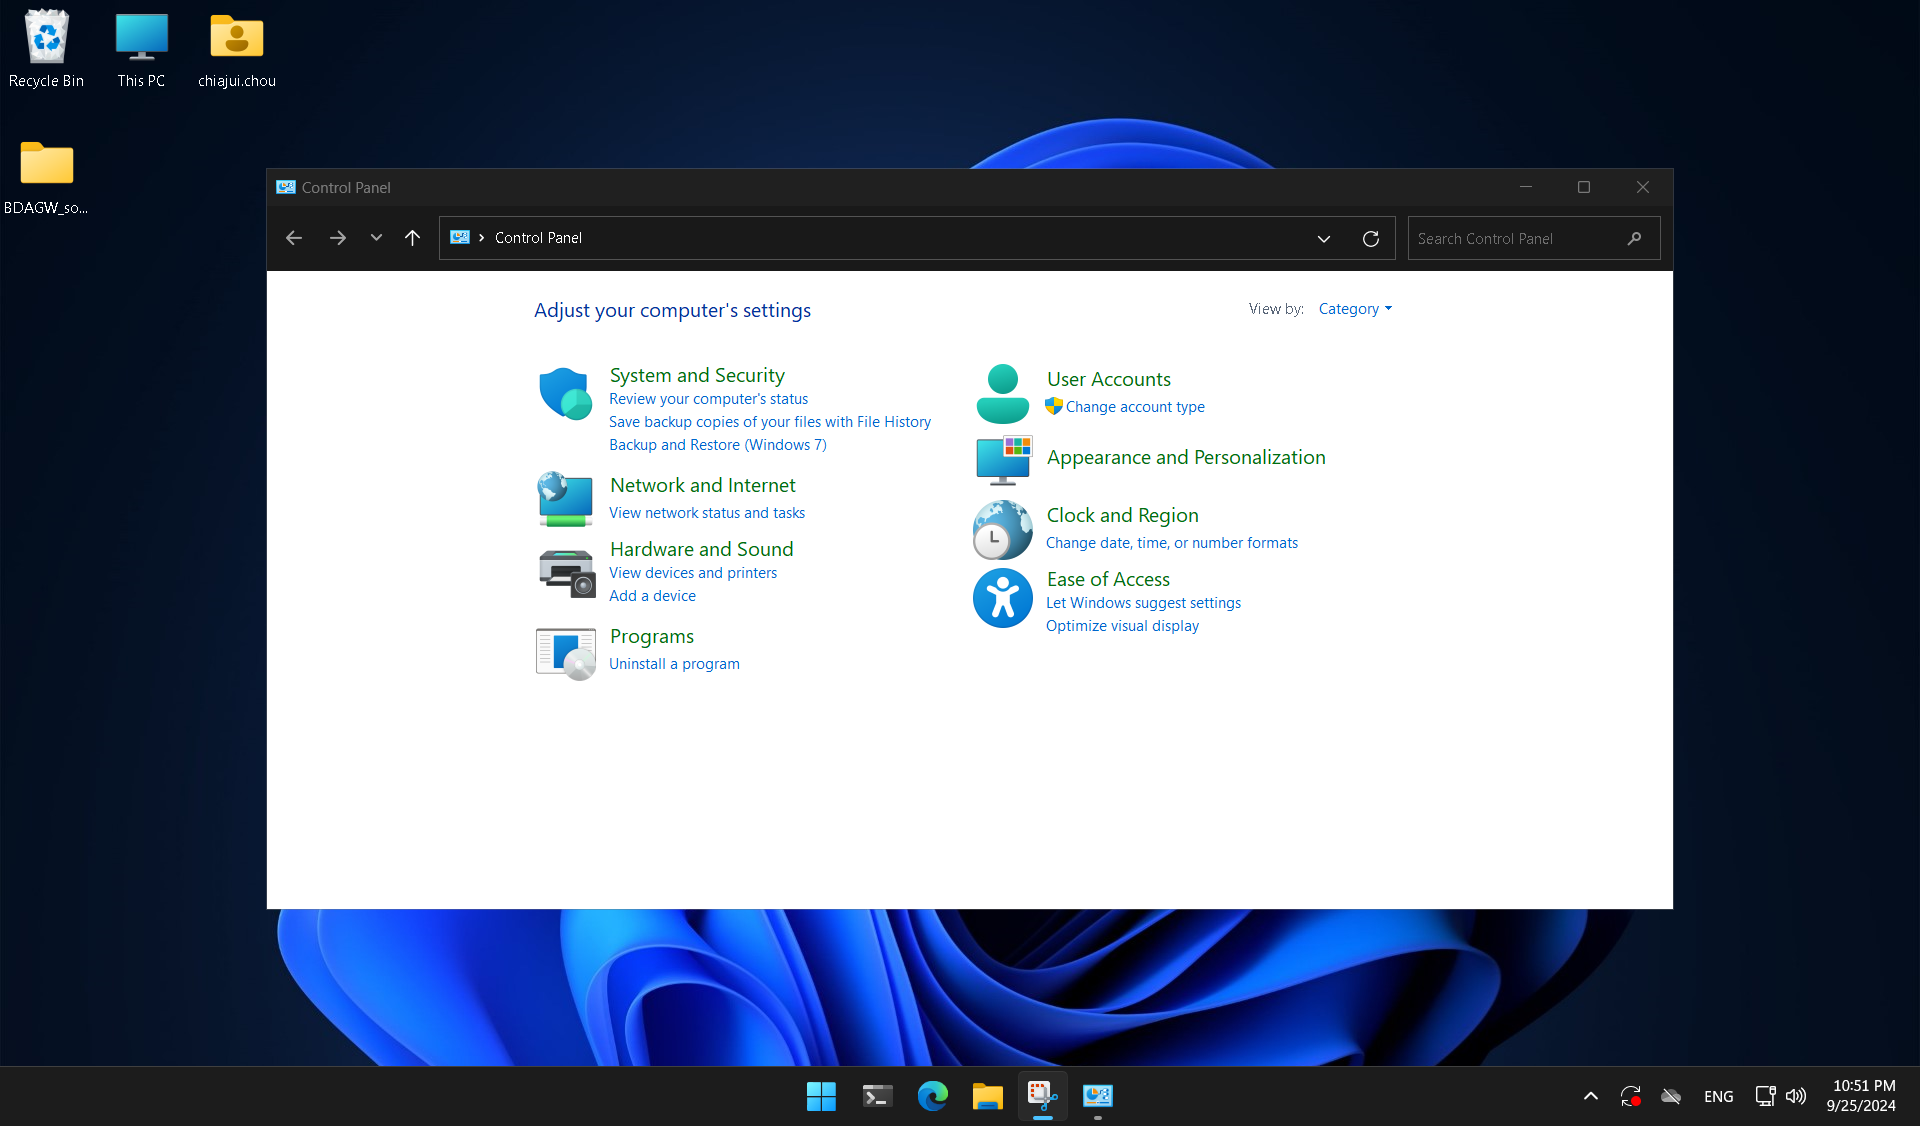 Recycle Bin
This PC
chiajui.chou
BDAGW_so...
Control Panel
Control Panel
Search Control Panel
Adjust your computer's settings
View by: Category
System and Security
Review your computer's status
Save backup copies of your files with File History
Backup and Restore (Windows 7)
Network and Internet
View network status and tasks
Hardware and Sound
View devices and printers
Add a device
Programs
Uninstall a program
User Accounts
Change account type
Appearance and Personalization
Clock and Region
Change date, time, or number formats
Ease of Access
Let Windows suggest settings
Optimize visual display
ENG
10:51 PM
9/25/2024